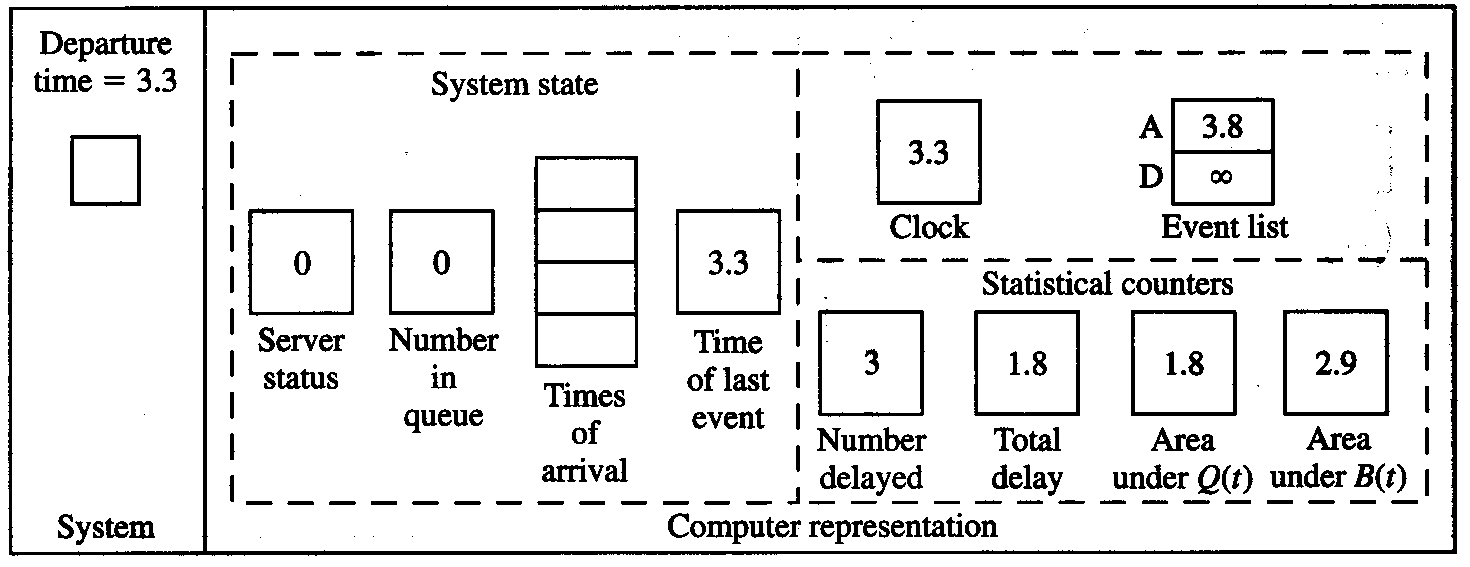 Departure
time = 3.3
System
System state
0
Server
status
0
Number
in
queue
Times
of
arrival
3.3
Time
of last
event
3.3
Clock
A 3.8
D ∞
Event list
Statistical counters
3
Number
delayed
1.8
Total
delay
1.8
Area
under Q(t)
2.9
Area
under B(t)
Computer representation